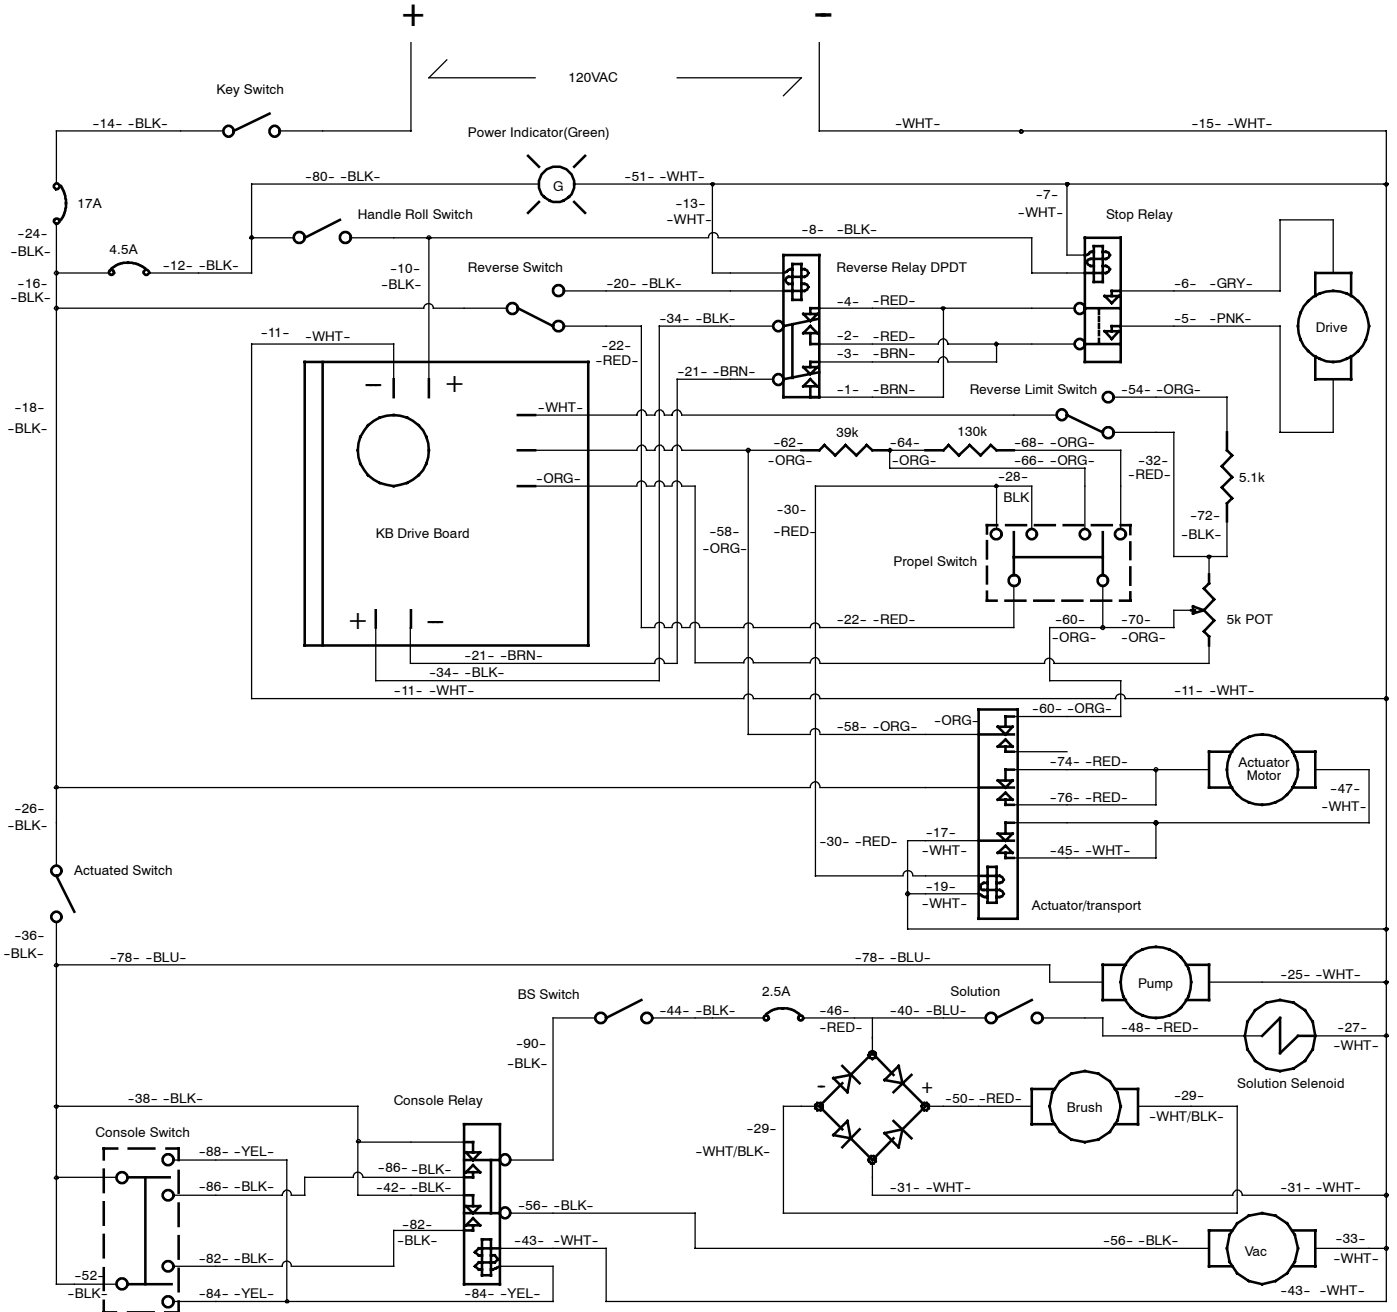 +
-
120VAC
Key Switch
-14- -BLK-
-WHT-
-15- -WHT-
Power Indicator(Green)
-80- -BLK-
G
-51- -WHT-
17A
-13-
-WHT-
-7-
-WHT-
Handle Roll Switch
Stop Relay
-24-
-BLK-
-8- -BLK-
4.5A
-12- -BLK-
-10-
-BLK-
Reverse Switch
Reverse Relay DPDT
-16-
-BLK-
-20- -BLK-
-6- -GRY-
-4- -RED-
-34- -BLK-
-5- -PNK-
Drive
-11- -WHT-
-22-
-RED-
-2- -RED-
-3- -BRN-
-21- -BRN-
- +
-1- -BRN-
Reverse Limit Switch
-54- -ORG-
-18-
-BLK-
-WHT-
39k
130k
-62-
-ORG-
-64-
-ORG-
-68- -ORG-
-66- -ORG-
-32-
-RED-
5.1k
-ORG-
-28-
BLK
-30-
-RED-
-72-
-BLK-
KB Drive Board
-58-
-ORG-
Propel Switch
+ -
-22- -RED-
-60-
-ORG-
-70-
-ORG-
5k POT
-21- -BRN-
-34- -BLK-
-11- -WHT-
-11- -WHT-
-60- -ORG-
-ORG-
-58- -ORG-
-74- -RED-
Actuator
Motor
-76- -RED-
-47-
-WHT-
-26-
-BLK-
-30- -RED-
-17-
-WHT-
-45- -WHT-
Actuated Switch
-19-
-WHT-
Actuator/transport
-36-
-BLK-
-78- -BLU-
-78- -BLU-
Pump
-25- -WHT-
BS Switch
2.5A
Solution
-44- -BLK-
-46-
-RED-
-40- -BLU-
-48- -RED-
-27-
-WHT-
-90-
-BLK-
Solution Selenoid
- +
-38- -BLK-
Console Relay
-50- -RED-
Brush
-29-
-WHT/BLK-
Console Switch
-29-
-WHT/BLK-
-88- -YEL-
-86- -BLK-
-86- -BLK-
-42- -BLK-
-31- -WHT-
-31- -WHT-
-56- -BLK-
-82-
-BLK-
-43- -WHT-
-56- -BLK-
Vac
-33-
-WHT-
-82- -BLK-
-52-
-BLK-
-84- -YEL-
-84- -YEL-
-43- -WHT-